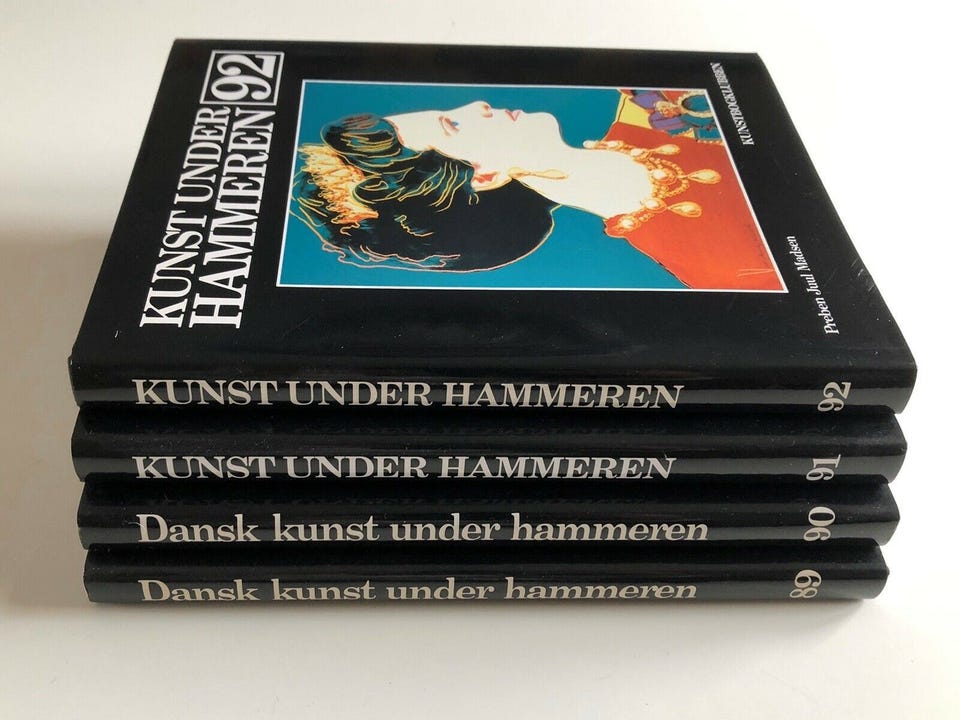 KUNST UNDER
HAMMEREN 92
KUNSTBOGKLUBBEN
Preben Juul Madsen
KUNST UNDER HAMMEREN 92
KUNST UNDER HAMMEREN 91
Dansk kunst under hammeren 90
Dansk kunst under hammeren 89